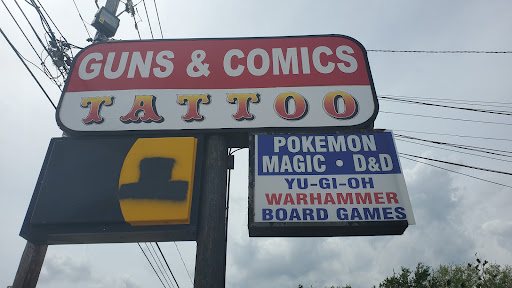 GUNS & COMICS
TATTOO
POKEMON
MAGIC • D&D
YU-GI-OH
WARHAMMER
BOARD GAMES